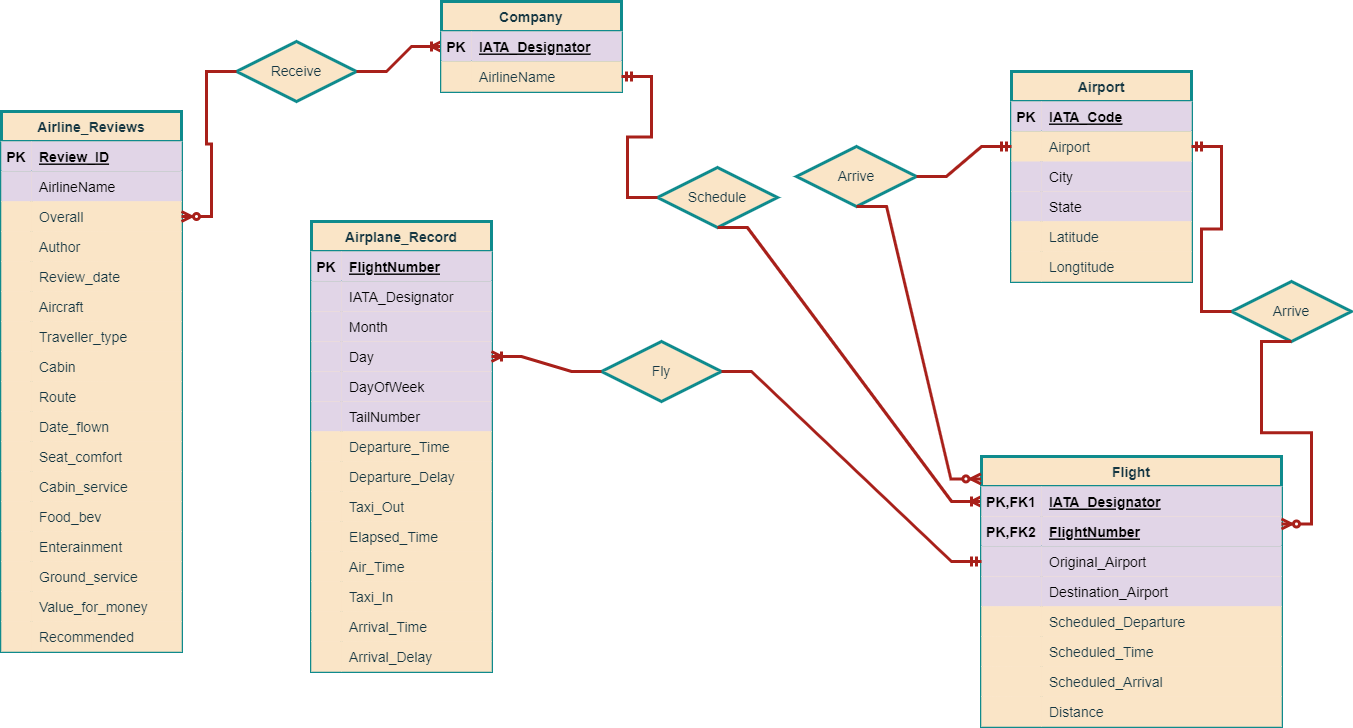 Company
PK IATA_Designator
AirlineName
Receive
Airline_Reviews
PK Review_ID
AirlineName
Overall
Author
Review_date
Aircraft
Traveller_type
Cabin
Route
Date_flown
Seat_comfort
Cabin_service
Food_bev
Enterainment
Ground_service
Value_for_money
Recommended
Airplane_Record
PK FlightNumber
IATA_Designator
Month
Day
DayOfWeek
TailNumber
Departure_Time
Departure_Delay
Taxi_Out
Elapsed_Time
Air_Time
Taxi_In
Arrival_Time
Arrival_Delay
Schedule
Fly
Arrive
Airport
PK IATA_Code
Airport
City
State
Latitude
Longtitude
Arrive
Flight
PK,FK1 IATA_Designator
PK,FK2 FlightNumber
Original_Airport
Destination_Airport
Scheduled_Departure
Scheduled_Time
Scheduled_Arrival
Distance